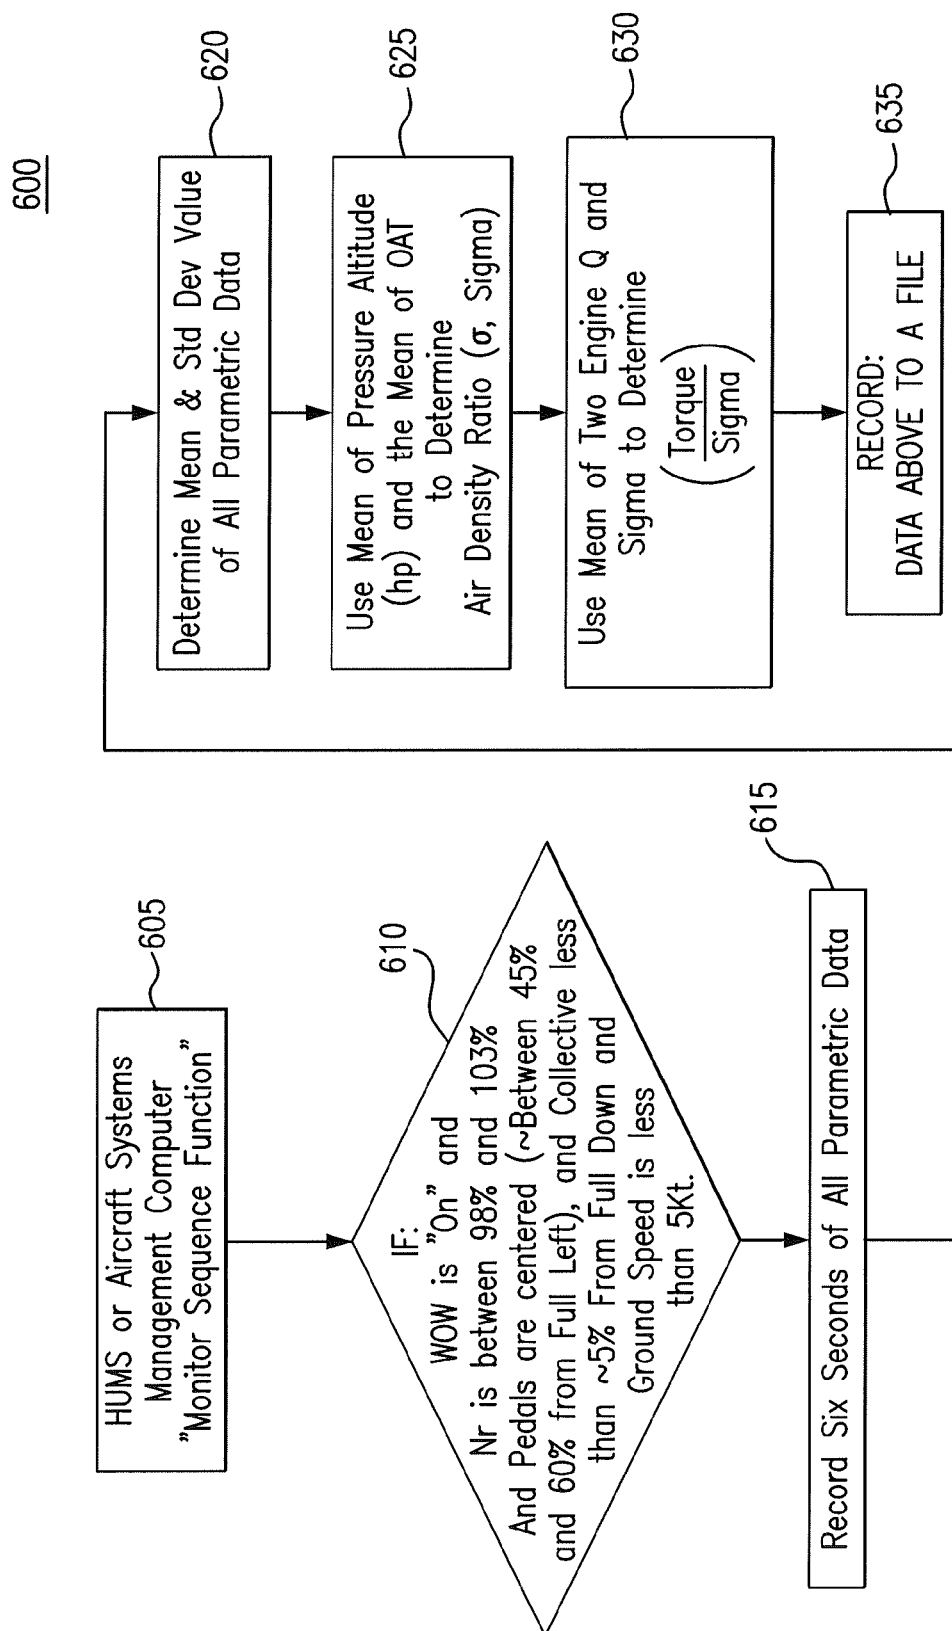 600
605
HUMS or Aircraft Systems
Management Computer
"Monitor Sequence Function"
610
IF:
WOW is "On" and
Nr is between 98% and 103%
And Pedals are centered (~Between 45%
and 60% from Full Left), and Collective less
than ~5% From Full Down and
Ground Speed is less
than 5Kt.
615
Record Six Seconds of All Parametric Data
620
Determine Mean & Std Dev Value
of All Parametric Data
625
Use Mean of Pressure Altitude
(hp) and the Mean of OAT
to Determine
Air Density Ratio (σ, Sigma)
630
Use Mean of Two Engine Q and
Sigma to Determine
(Torque
Sigma)
635
RECORD:
DATA ABOVE TO A FILE